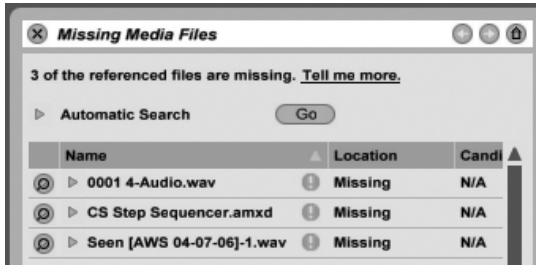 Missing Media Files
3 of the referenced files are missing. Tell me more.
Automatic Search Go
Name Location Candi
0001 4-Audio.wav Missing N/A
CS Step Sequencer.amxd Missing N/A
Seen [AWS 04-07-06]-1.wav Missing N/A